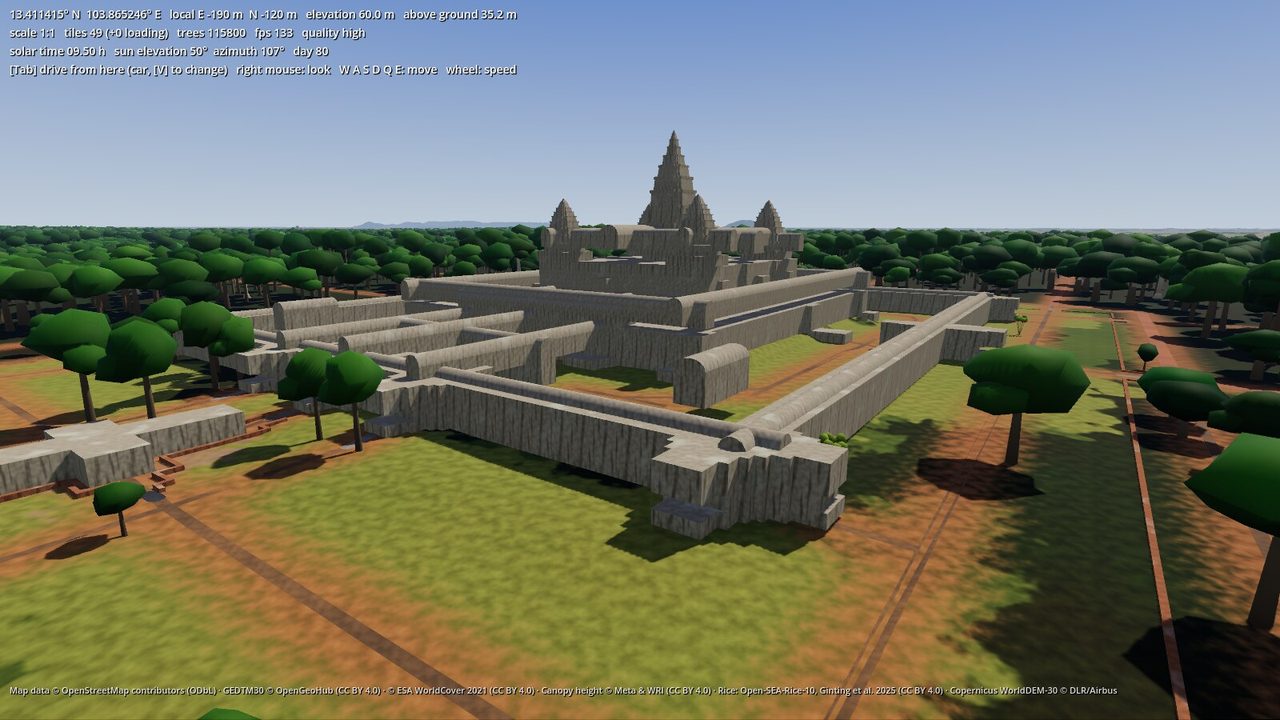 13.411415° N  103.865246° E   local E -190 m  N -120 m   elevation 60.0 m   above ground 35.2 m
scale 1:1   tiles 49 (+0 loading)   trees 115800   fps 133   quality high
solar time 09.50 h   sun elevation 50°  azimuth 107°   day 80
[Tab] drive from here (car, [V] to change)   right mouse: look   W A S D Q E: move   wheel: speed
Map data © OpenStreetMap contributors (ODbL) · GEDTM30 © OpenGeoHub (CC BY 4.0) · © ESA WorldCover 2021 (CC BY 4.0) · Canopy height © Meta & WRI (CC BY 4.0) · Rice: Open-SEA-Rice-10, Ginting et al. 2025 (CC BY 4.0) · Copernicus WorldDEM-30 © DLR/Airbus